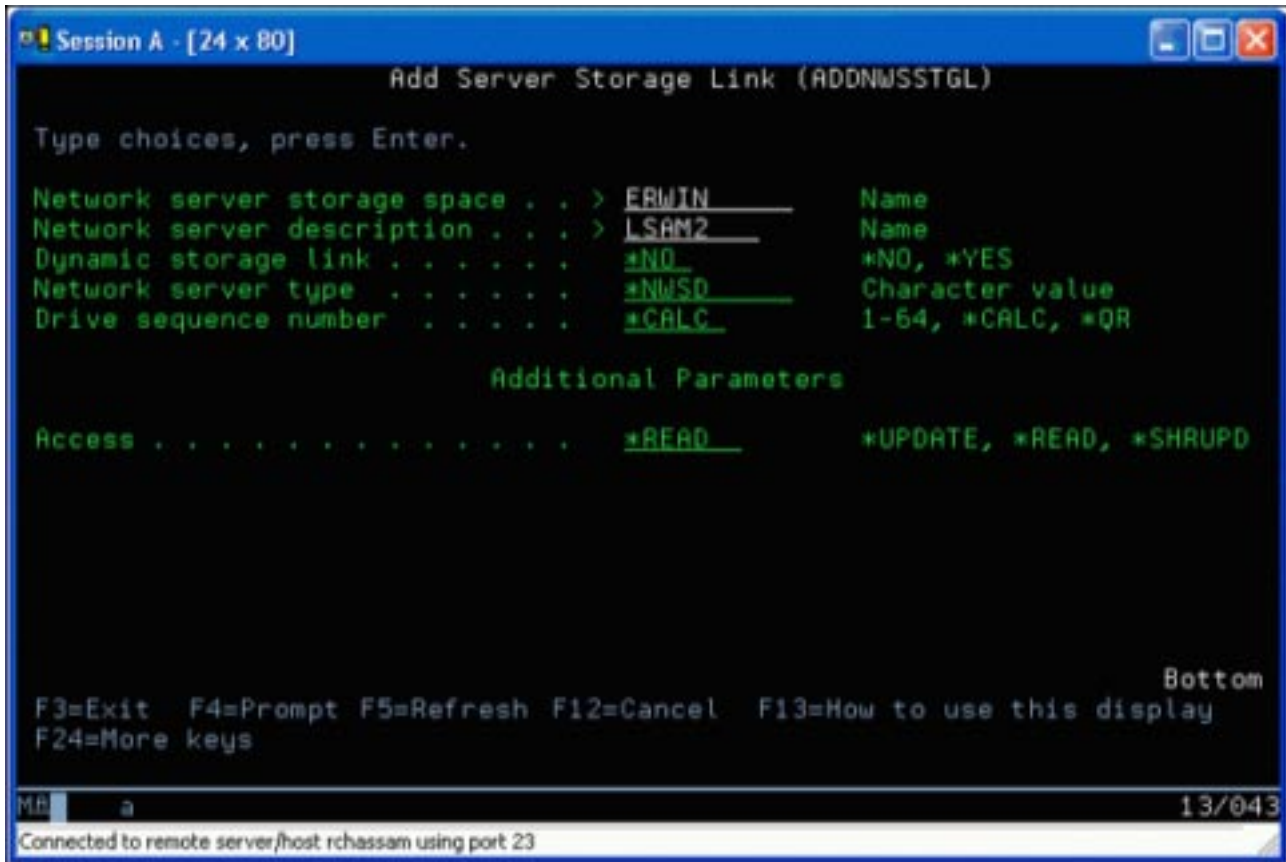 Session A - [24 x 80]
Add Server Storage Link (ADDNWSSTGL)
Type choices, press Enter.
Network server storage space . . > ERWIN Name
Network server description . . . > LSAM2 Name
Dynamic storage link . . . . . . *NO *NO, *YES
Network server type . . . . . . *NWSD Character value
Drive sequence number . . . . . *CALC 1-64, *CALC, *QR
Additional Parameters
Access . . . . . . . . . . . . . *READ *UPDATE, *READ, *SHRUPD
Bottom
F3=Exit F4=Prompt F5=Refresh F12=Cancel F13=How to use this display
F24=More keys
MA a 13/043
Connected to remote server/host rchassam using port 23